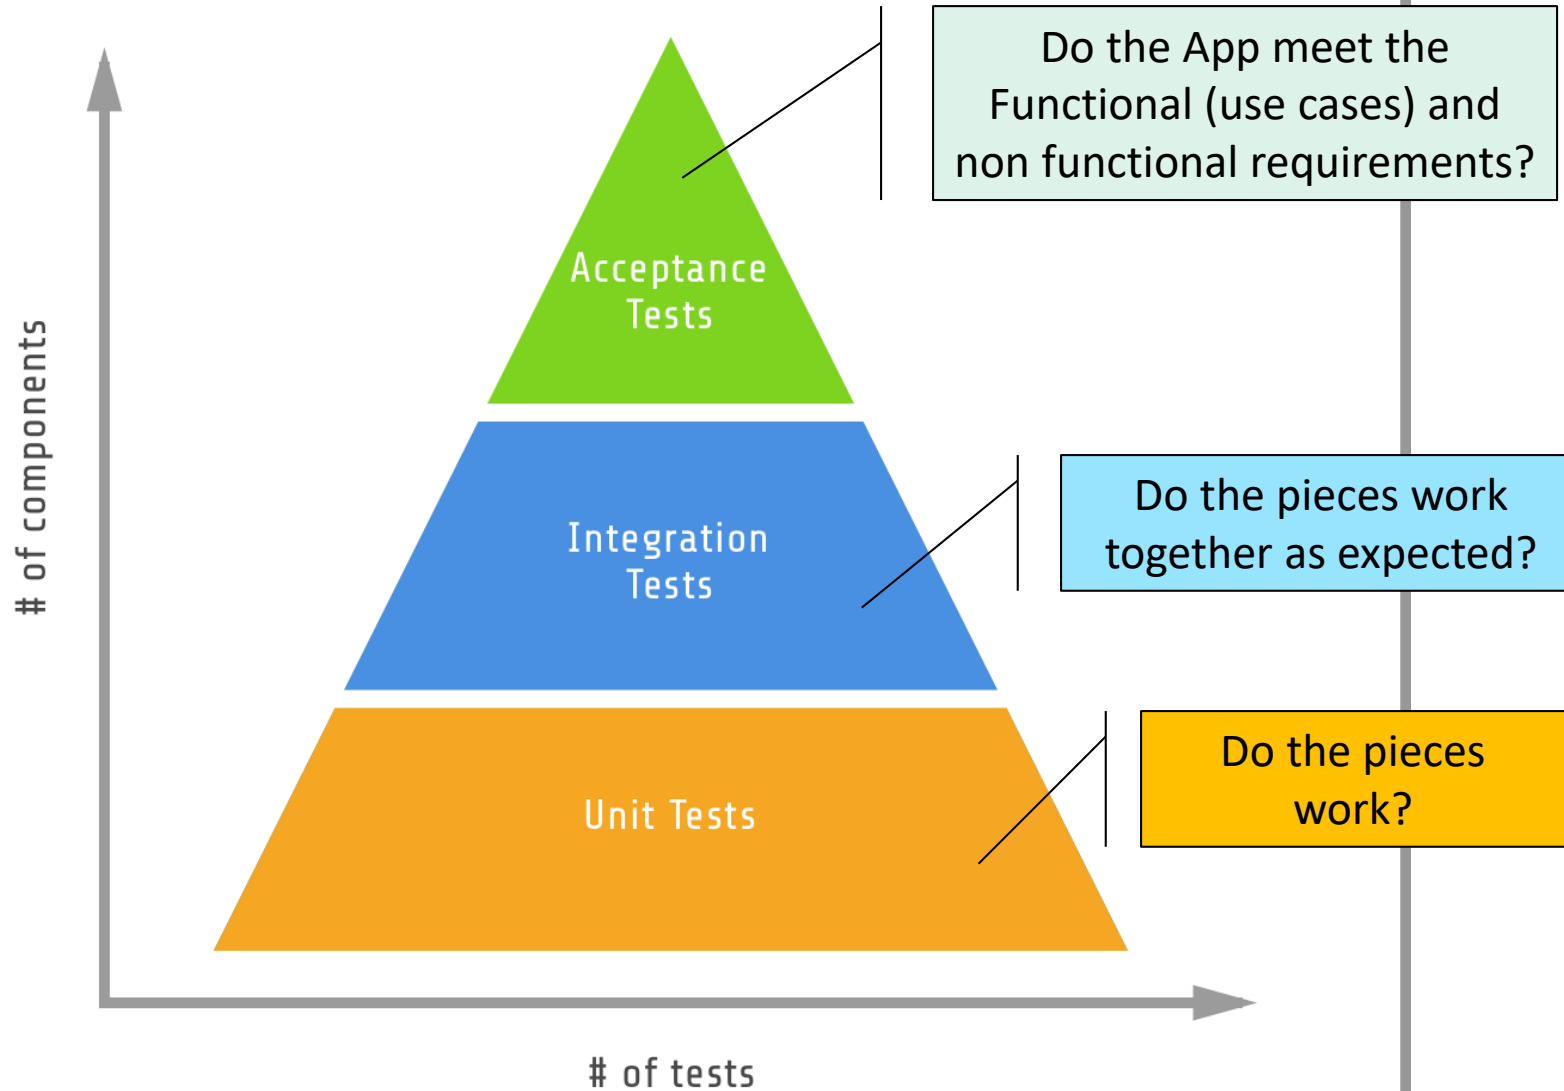 Do the App meet the
Functional (use cases) and
non functional requirements?
Acceptance
Tests
# of components
Do the pieces work
together as expected?
Integration
Tests
Do the pieces
work?
Unit Tests
# of tests